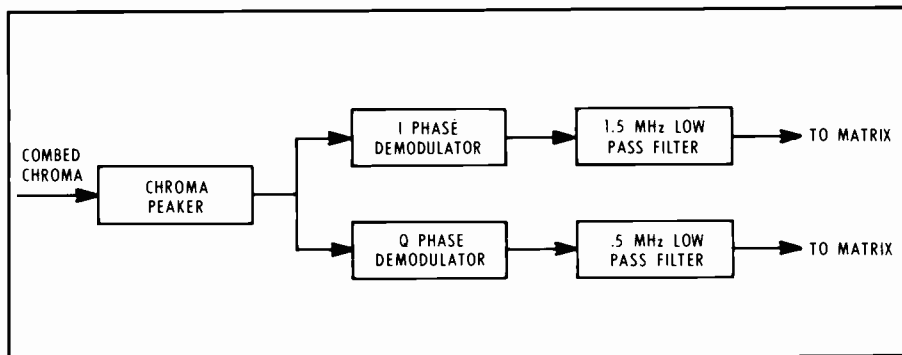 COMBED
CHROMA
CHROMA
PEAKER
I PHASE
DEMODULATOR
1.5 MHz LOW
PASS FILTER
TO MATRIX
Q PHASE
DEMODULATOR
.5 MHz LOW
PASS FILTER
TO MATRIX